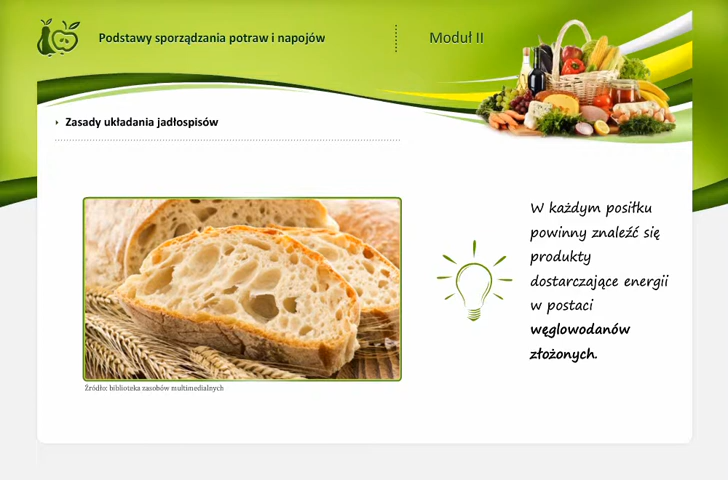 Podstawy sporządzania potraw i napojów
Moduł II
Zasady układania jadłospisów
W każdym posiłku
powinny znaleźć się
produkty
dostarczające energii
w postaci
węglowodanów
złożonych.
Źródło: biblioteka zasobów multimedialnych